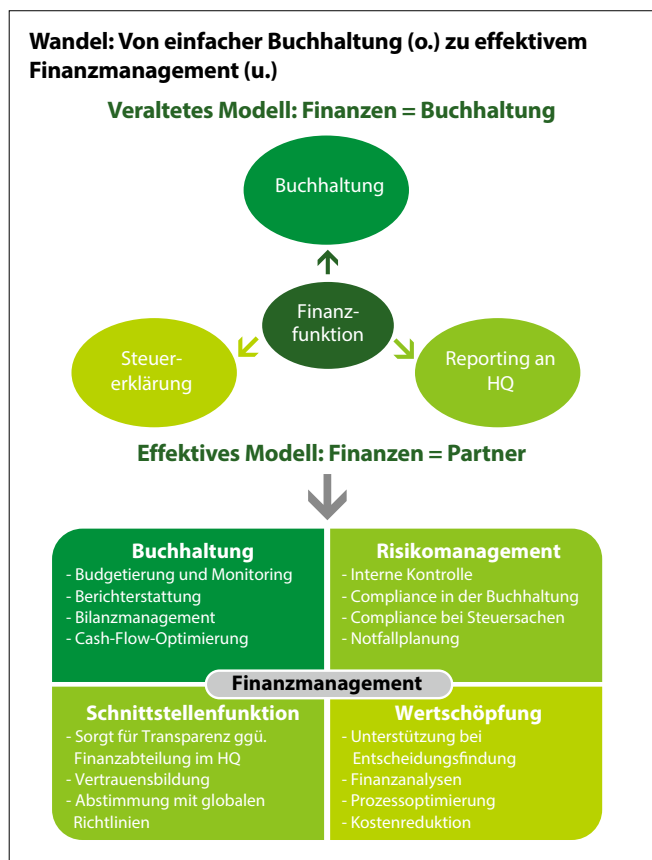 Wandel: Von einfacher Buchhaltung (o.) zu effektivem
Finanzmanagement (u.)
Veraltetes Modell: Finanzen = Buchhaltung
Buchhaltung
Finanz-
funktion
Steuer-
erklärung
Reporting an
HQ
Effektives Modell: Finanzen = Partner
Buchhaltung
- Budgetierung und Monitoring
- Berichterstattung
- Bilanzmanagement
- Cash-Flow-Optimierung
Risikomanagement
- Interne Kontrolle
- Compliance in der Buchhaltung
- Compliance bei Steuersachen
- Notfallplanung
Finanzmanagement
Schnittstellenfunktion
- Sorgt für Transparenz ggü.
Finanzabteilung im HQ
- Vertrauensbildung
- Abstimmung mit globalen
Richtlinien
Wertschöpfung
- Unterstützung bei
Entscheidungsfindung
- Finanzanalysen
- Prozessoptimierung
- Kostenreduktion